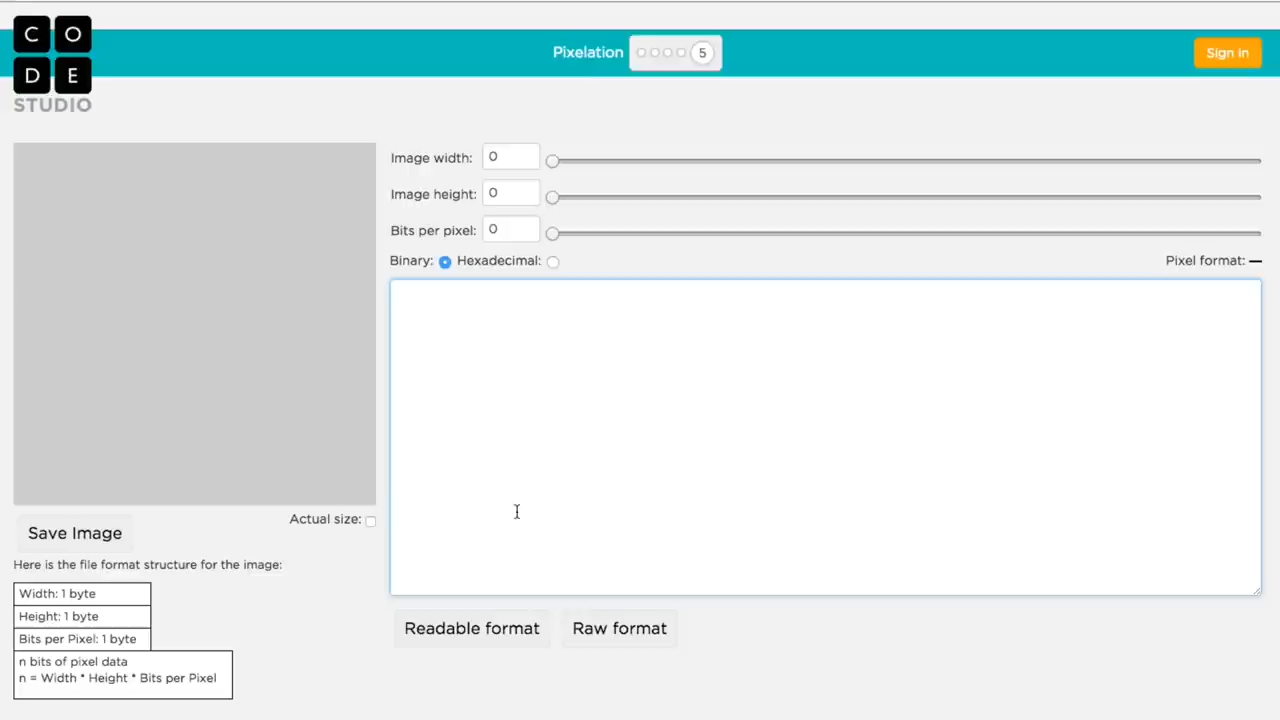 C O
D E
STUDIO
Pixelation 5
Sign in
Image width: 0
Image height: 0
Bits per pixel: 0
Binary: Hexadecimal: Pixel format:
Actual size:
Save Image
Here is the file format structure for the image:
Width: 1 byte
Height: 1 byte
Bits per Pixel: 1 byte
n bits of pixel data
n = Width * Height * Bits per Pixel
Readable format Raw format